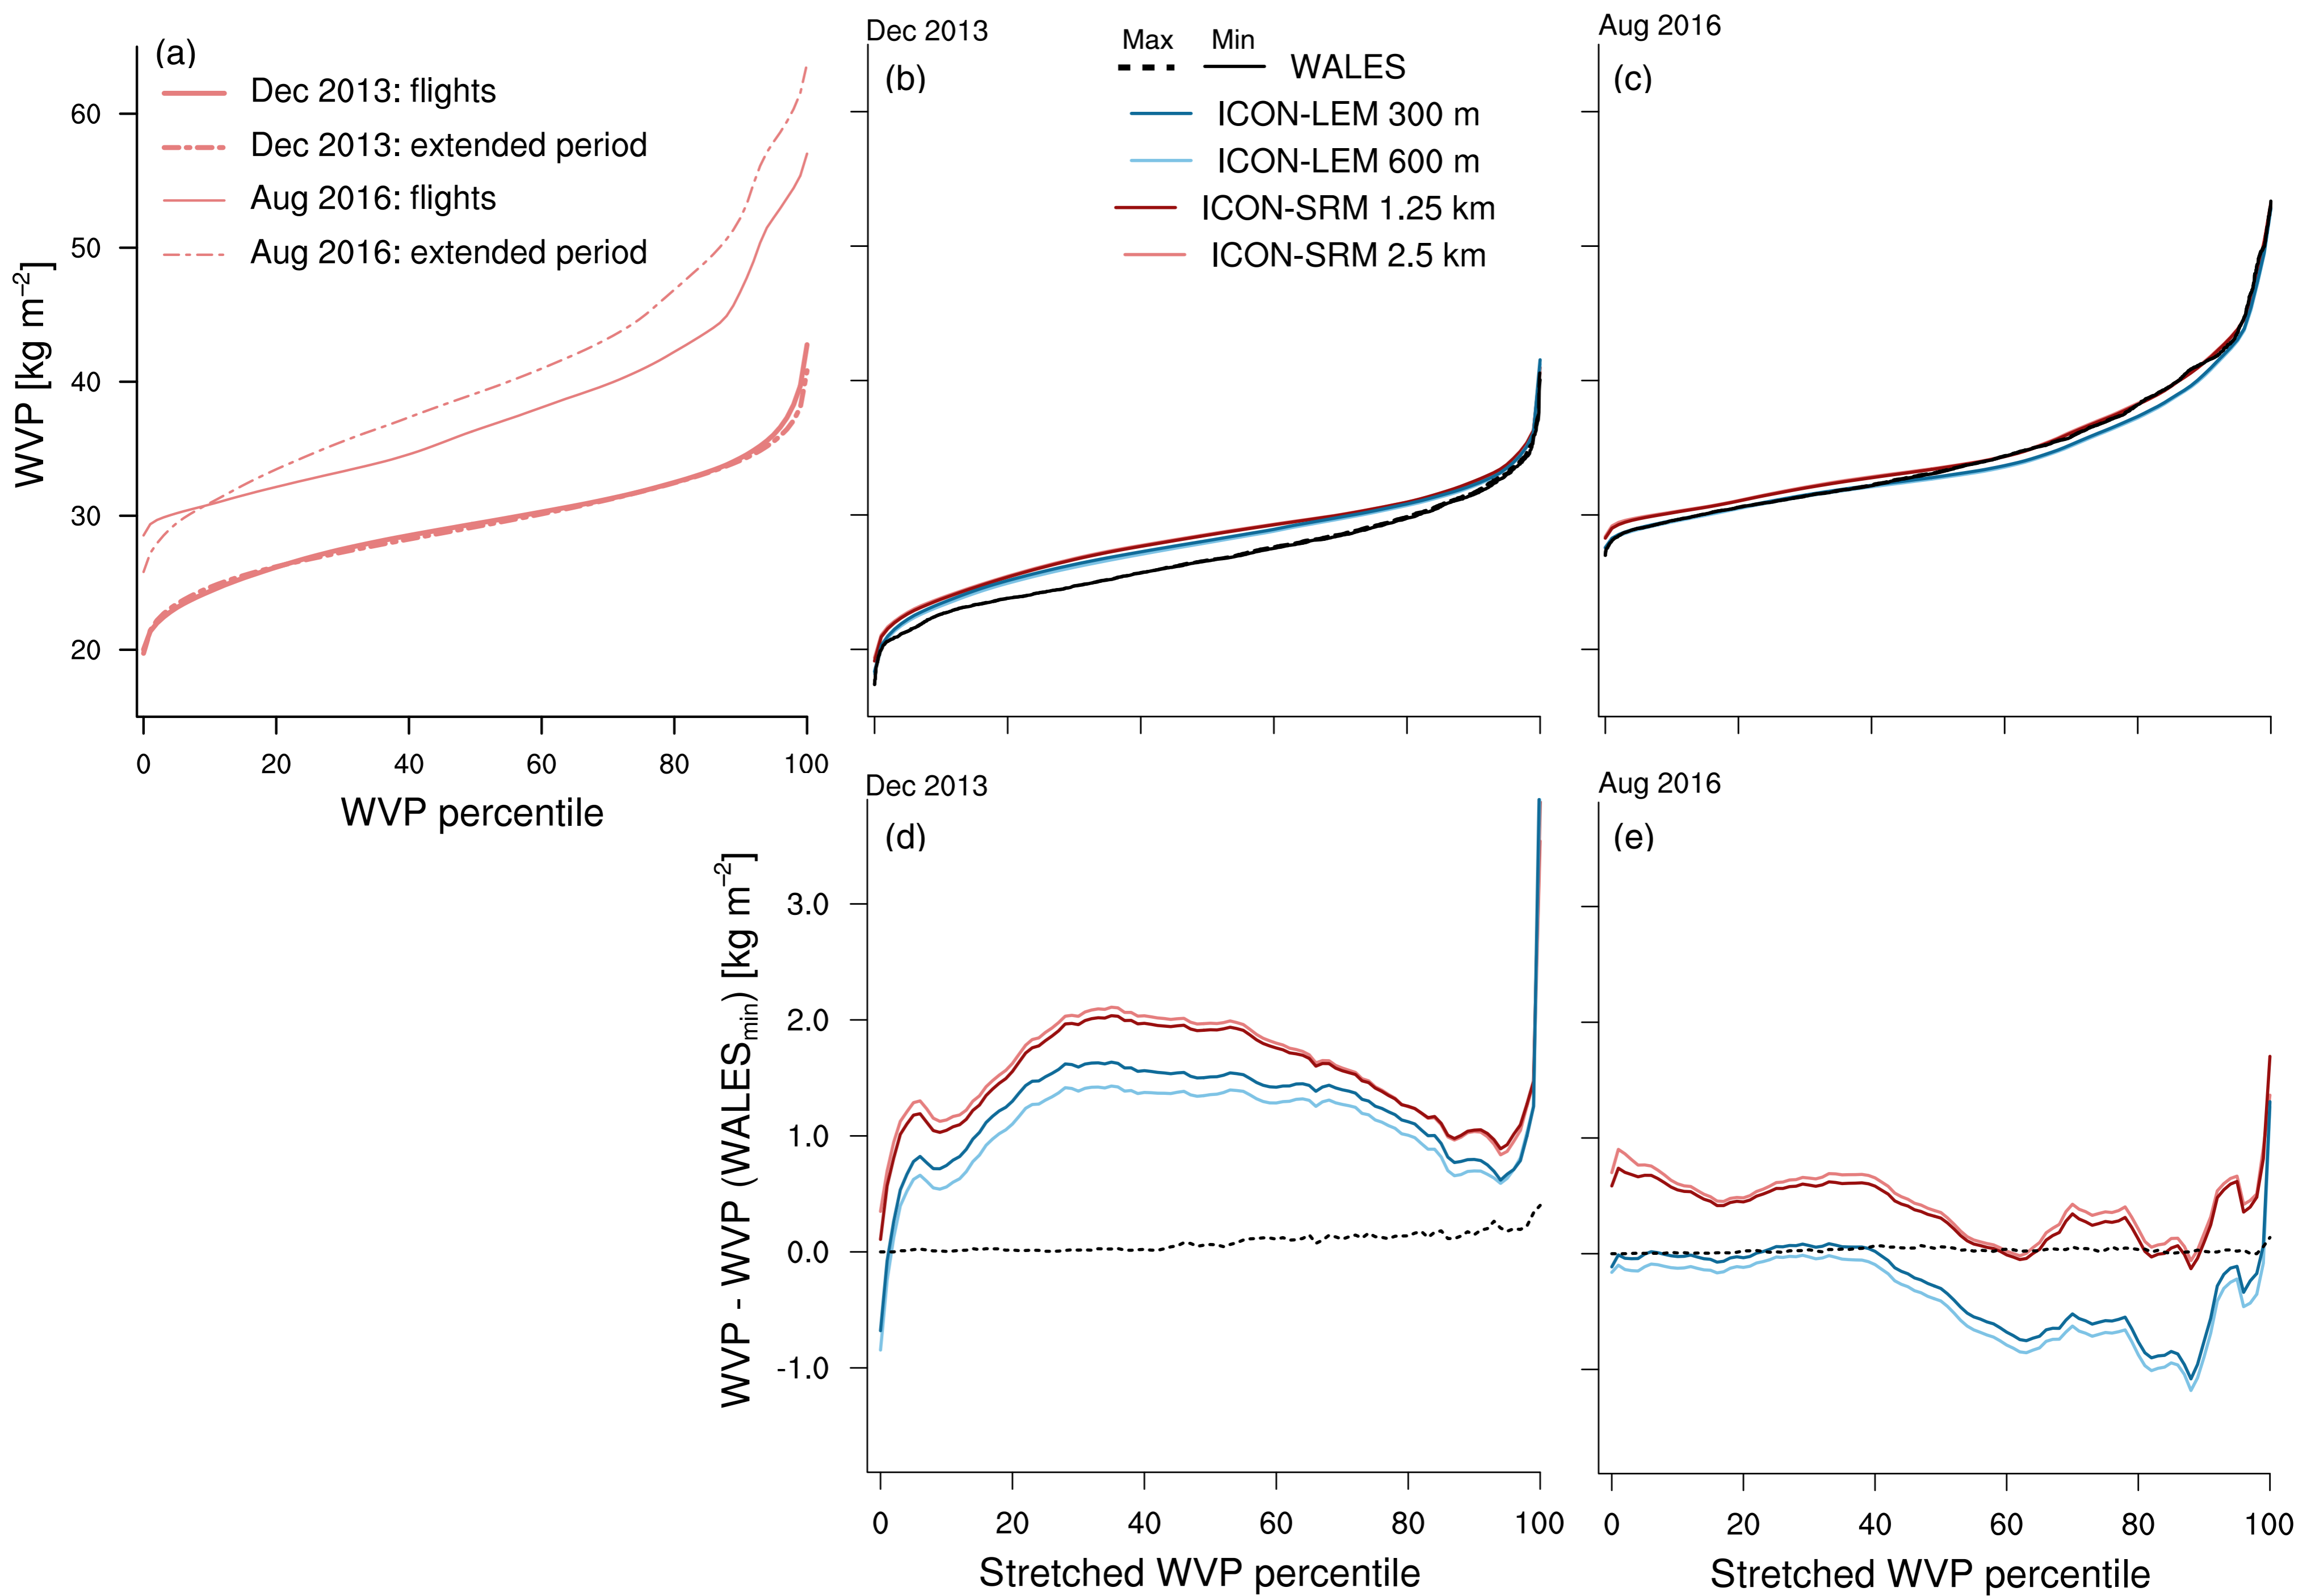 (a)
Dec 2013: flights
Dec 2013: extended period
Aug 2016: flights
Aug 2016: extended period
WVP [kg m⁻²]
60
50
40
30
20
0 20 40 60 80 100
WVP percentile
Dec 2013
(b)
Max Min
WALES
ICON-LEM 300 m
ICON-LEM 600 m
ICON-SRM 1.25 km
ICON-SRM 2.5 km
Aug 2016
(c)
Dec 2013
(d)
WVP - WVP (WALESmin) [kg m⁻²]
3.0
2.0
1.0
0.0
-1.0
0 20 40 60 80 100
Stretched WVP percentile
Aug 2016
(e)
0 20 40 60 80 100
Stretched WVP percentile